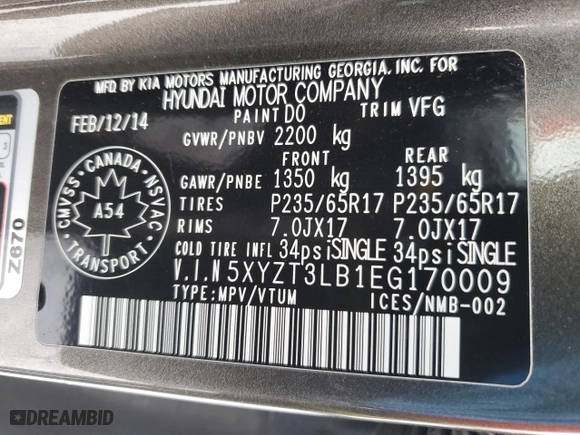 MFD. BY KIA MOTORS MANUFACTURING GEORGIA, INC. FOR
HYUNDAI MOTOR COMPANY
PAINT DO TRIM VFG
FEB/12/14
GVWR/PNBV 2200 kg
FRONT REAR
GAWR/PNBE 1350 kg 1395 kg
TIRES P235/65R17 P235/65R17
RIMS 7.0JX17 7.0JX17
COLD TIRE INFL 34psi SINGLE 34psi SINGLE
V.I.N 5XYZT3LB1EG170009
TYPE:MPV/VTUM ICES/NMB-002
CANADA
CMVSS NSVAC
A54
TRANSPORT
Z670
DREAMBID